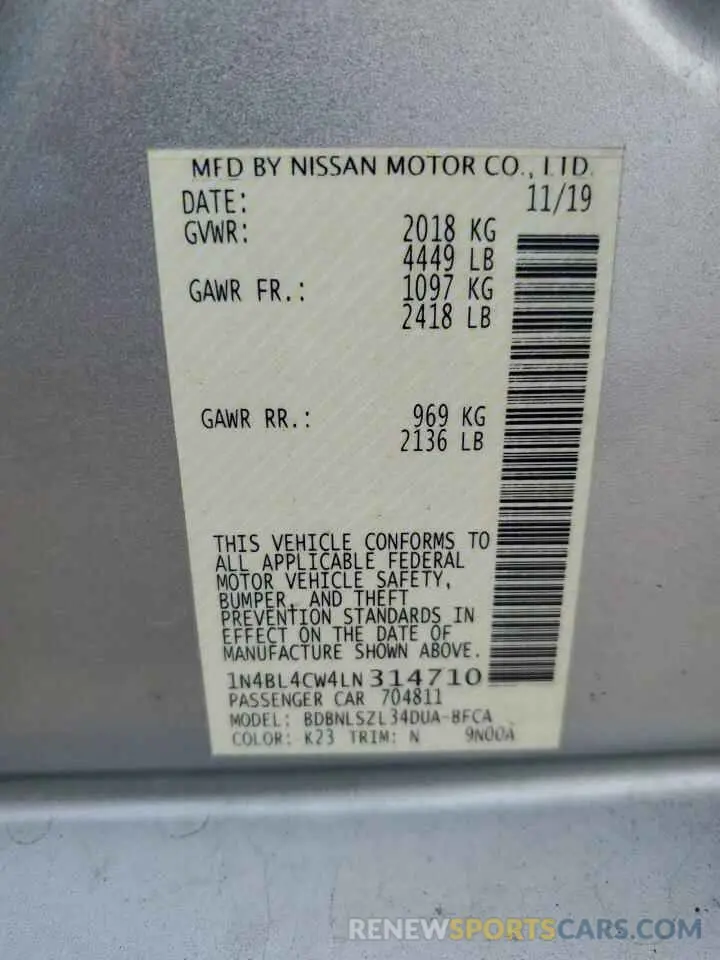 MFD BY NISSAN MOTOR CO., LTD.
DATE: 11/19
GVWR: 2018 KG
4449 LB
GAWR FR.: 1097 KG
2418 LB
GAWR RR.: 969 KG
2136 LB
THIS VEHICLE CONFORMS TO
ALL APPLICABLE FEDERAL
MOTOR VEHICLE SAFETY,
BUMPER, AND THEFT
PREVENTION STANDARDS IN
EFFECT ON THE DATE OF
MANUFACTURE SHOWN ABOVE.
1N4BL4CW4LN314710
PASSENGER CAR 704811
MODEL: BDBNLSZL34DUA-8FCA
COLOR: K23 TRIM: N 9N00A
RENEWSPORTSCARS.COM